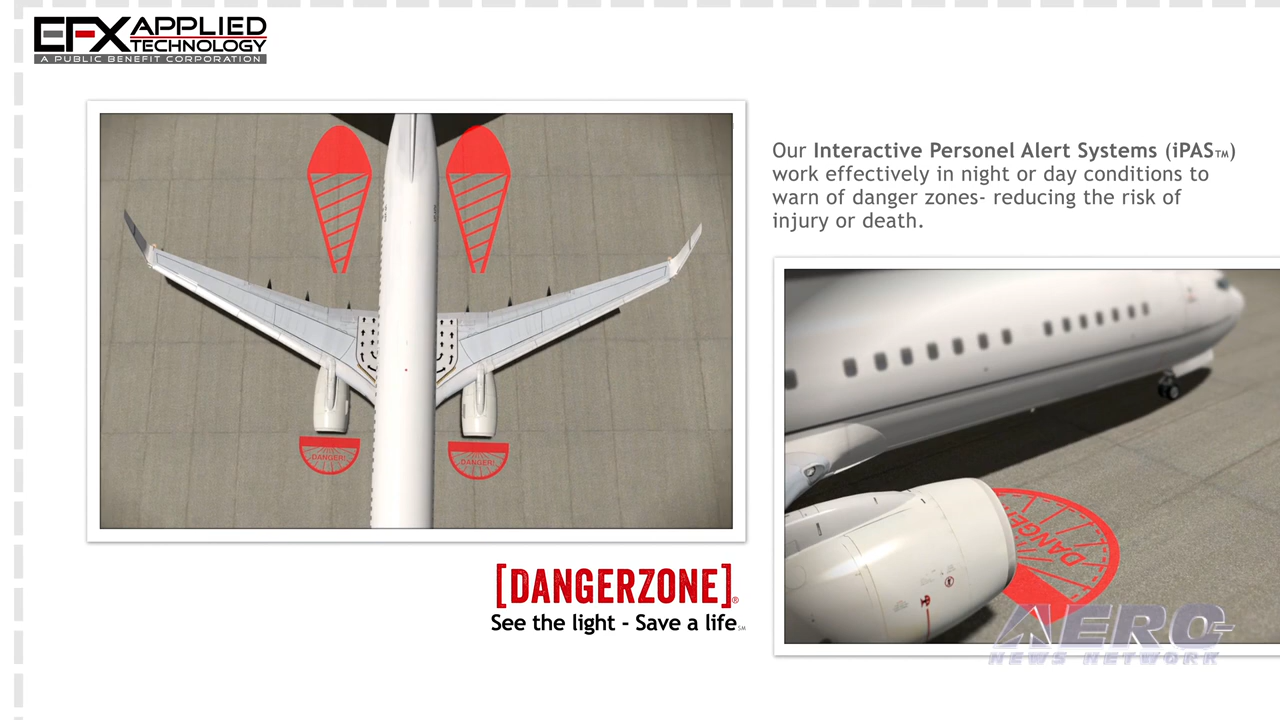 EFX APPLIED
TECHNOLOGY
A PUBLIC BENEFIT CORPORATION
Our Interactive Personel Alert Systems (iPAS™)
work effectively in night or day conditions to
warn of danger zones- reducing the risk of
injury or death.
DANGER!
DANGER!
DANGER!
[DANGERZONE]®
See the light - Save a life℠
AERO
NEWS NETWORK